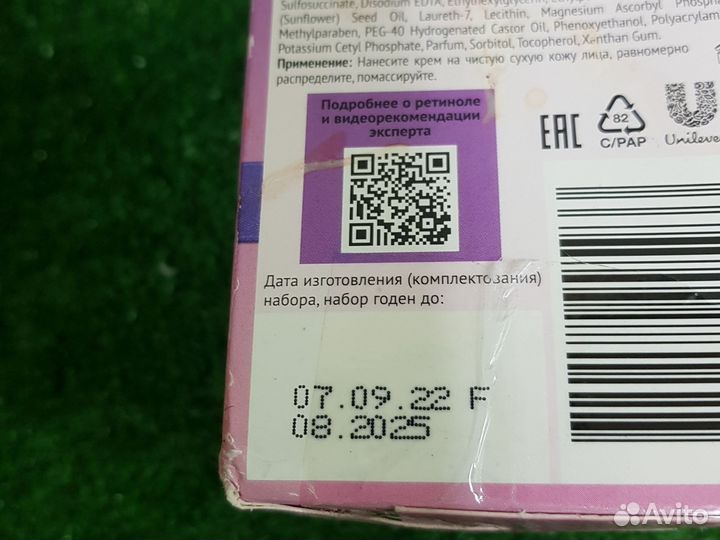 Sulfosuccinate, Disodium EDTA, Ethylhexylglycerin,
(Sunflower) Seed Oil, Laureth-7, Lecithin, Magnesium Ascorbyl
Methylparaben, PEG-40 Hydrogenated Castor Oil, Phenoxyethanol,
Potassium Cetyl Phosphate, Parfum, Sorbitol, Tocopherol, Xanthan Gum.
Применение: Нанесите крем на чистую сухую кожу лица, равномерно
распределите, помассируйте.
Подробнее о ретиноле
и видеорекомендации
эксперта
EAC
82
C/PAP
Unilever
Дата изготовления (комплектования)
набора, набор годен до:
07.09.22 F
08.2025
Avito